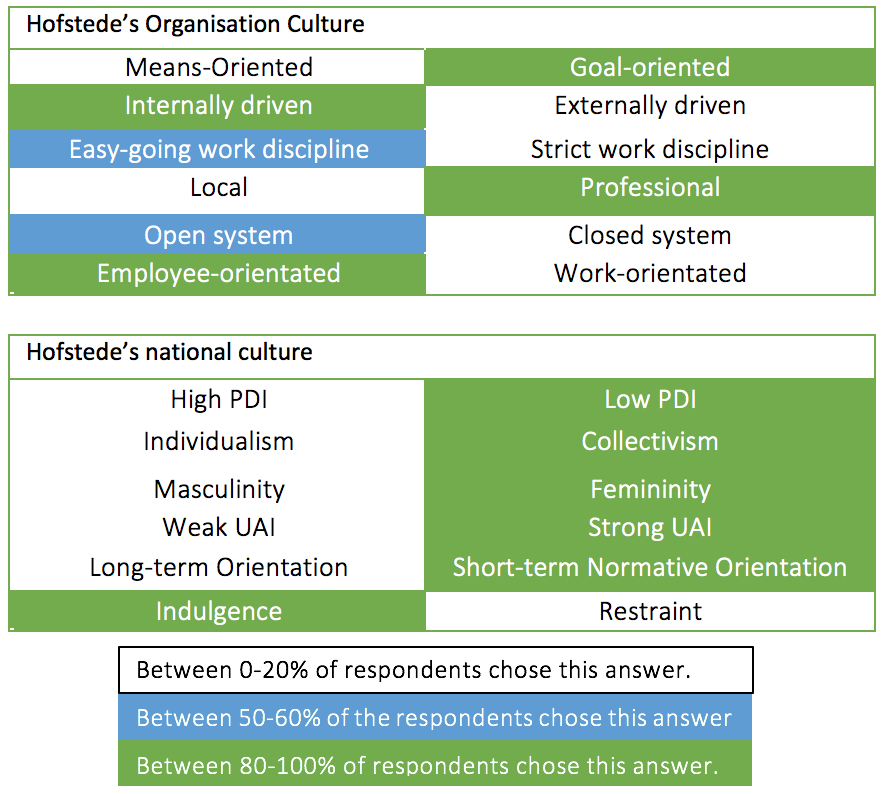 Hofstede’s Organisation Culture
Means-Oriented Goal-oriented
Internally driven Externally driven
Easy-going work discipline Strict work discipline
Local Professional
Open system Closed system
Employee-orientated Work-orientated
Hofstede’s national culture
High PDI Low PDI
Individualism Collectivism
Masculinity Femininity
Weak UAI Strong UAI
Long-term Orientation Short-term Normative Orientation
Indulgence Restraint
Between 0-20% of respondents chose this answer.
Between 50-60% of the respondents chose this answer
Between 80-100% of respondents chose this answer.